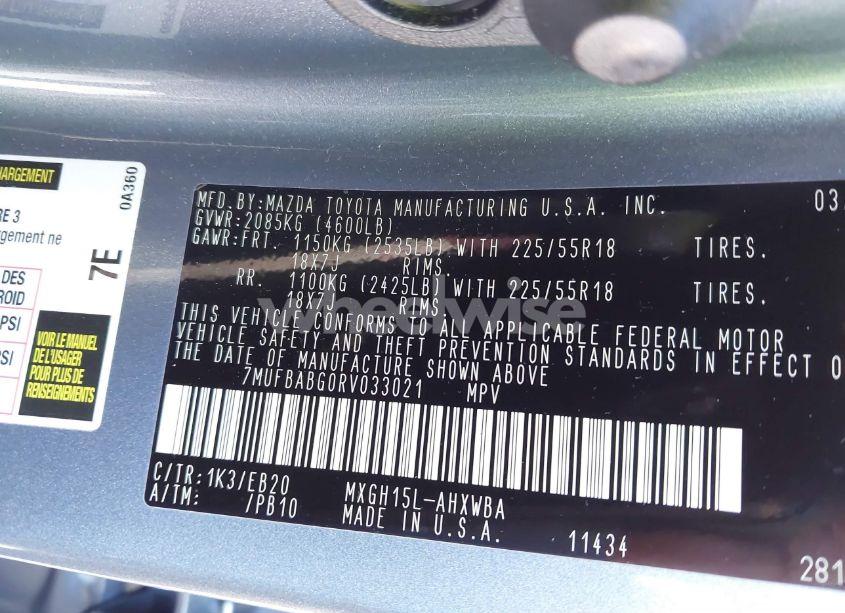 HARGEMENT
0A360
RE 3
rgement ne
7E
DES
ROID
PSI
PSI
VOIR LE MANUEL
DE L'USAGER
POUR PLUS DE
RENSEIGNEMENTS
MFD.BY:MAZDA TOYOTA MANUFACTURING U.S.A. INC. 03
GVWR:2085KG (4600LB)
GAWR:FRT. 1150KG (2535LB) WITH 225/55R18 TIRES.
18X7J RIMS.
RR. 1100KG (2425LB) WITH 225/55R18 TIRES.
18X7J RIMS.
wheelwise
THIS VEHICLE CONFORMS ALL APPLICABLE FEDERAL MOTOR
VEHICLE SAFETY AND THEFT PREVENTION STANDARDS IN EFFECT O
THE DATE OF MANUFACTURE SHOWN ABOVE
7MUFBABG0RV033021 MPV
C/TR:1K3/EB20 MXGH15L-AHXWBA
A/TM: /PB10 MADE IN U.S.A. 11434
281